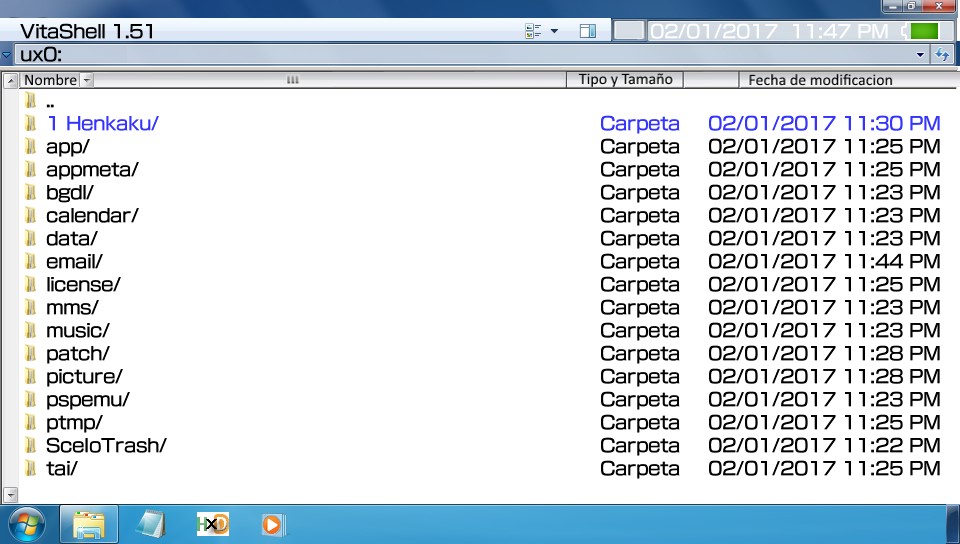 VitaShell 1.51
02/01/2017 11:47 PM
ux0:
Nombre Tipo y Tamaño Fecha de modificacion
..
1 Henkaku/ Carpeta 02/01/2017 11:30 PM
app/ Carpeta 02/01/2017 11:25 PM
appmeta/ Carpeta 02/01/2017 11:25 PM
bgdl/ Carpeta 02/01/2017 11:23 PM
calendar/ Carpeta 02/01/2017 11:23 PM
data/ Carpeta 02/01/2017 11:23 PM
email/ Carpeta 02/01/2017 11:44 PM
license/ Carpeta 02/01/2017 11:25 PM
mms/ Carpeta 02/01/2017 11:23 PM
music/ Carpeta 02/01/2017 11:23 PM
patch/ Carpeta 02/01/2017 11:28 PM
picture/ Carpeta 02/01/2017 11:28 PM
pspemu/ Carpeta 02/01/2017 11:23 PM
ptmp/ Carpeta 02/01/2017 11:25 PM
SceIoTrash/ Carpeta 02/01/2017 11:22 PM
tai/ Carpeta 02/01/2017 11:25 PM
HxD